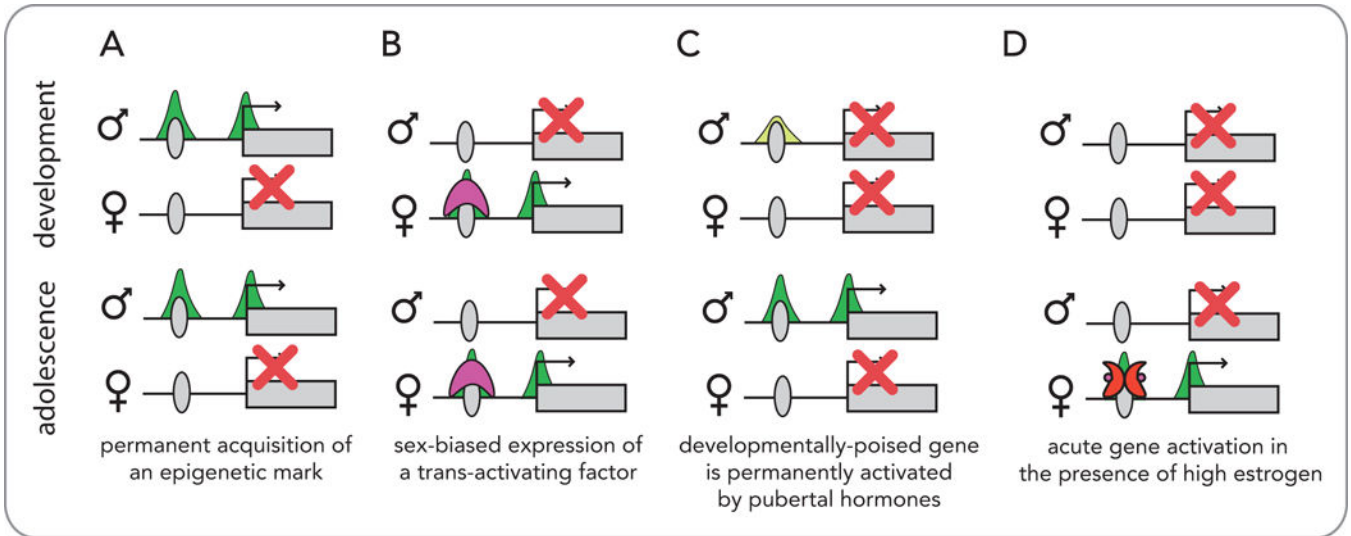 A
B
C
D
development
adolescence
permanent acquisition of
an epigenetic mark
sex-biased expression of
a trans-activating factor
developmentally-poised gene
is permanently activated
by pubertal hormones
acute gene activation in
the presence of high estrogen